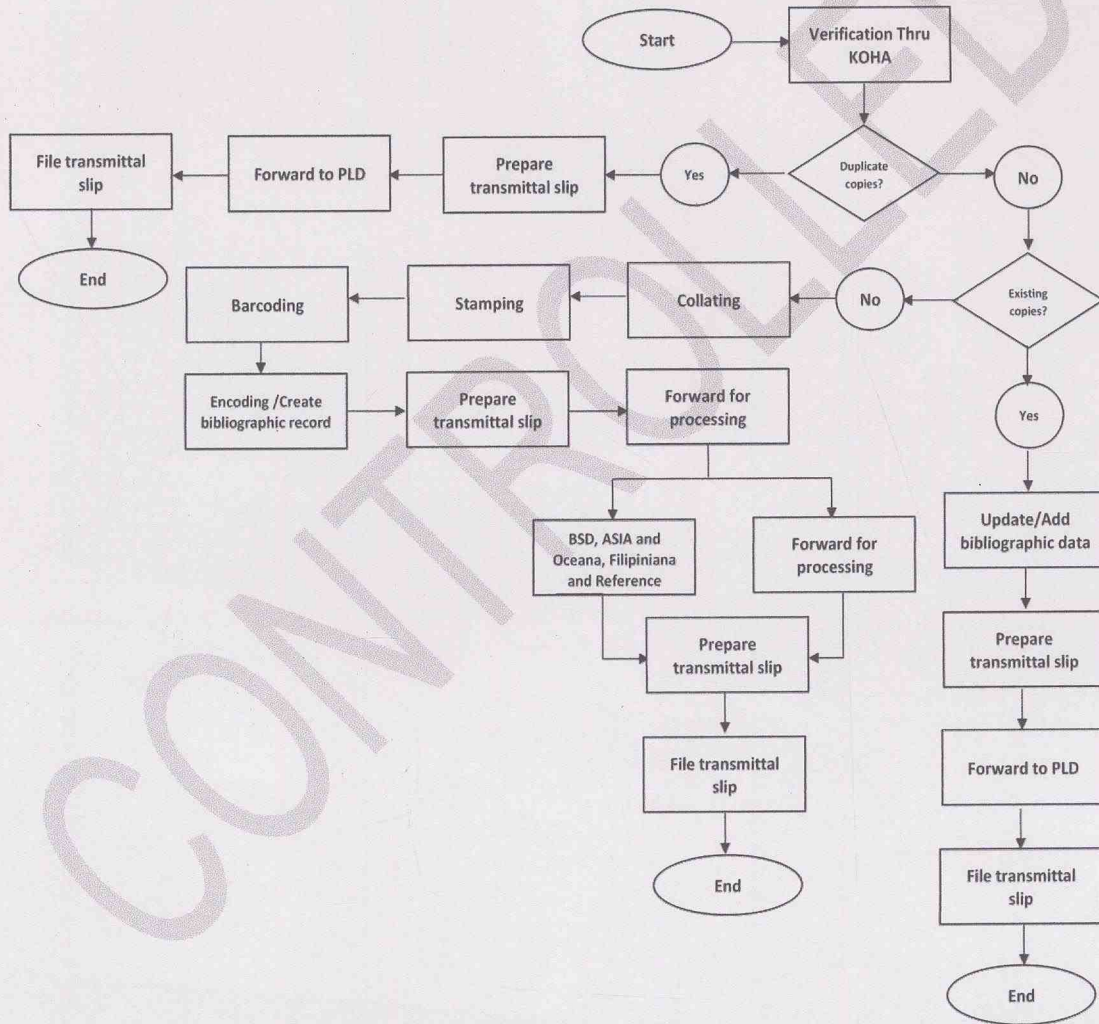 Start
Verification Thru
KOHA
Duplicate
copies?
Yes
Prepare
transmittal slip
Forward to PLD
File transmittal
slip
End
No
Existing
copies?
No
Collating
Stamping
Barcoding
Encoding /Create
bibliographic record
Prepare
transmittal slip
Forward for
processing
BSD, ASIA and
Oceana, Filipiniana
and Reference
Forward for
processing
Prepare
transmittal slip
File transmittal
slip
End
Yes
Update/Add
bibliographic data
Prepare
transmittal slip
Forward to PLD
File transmittal
slip
End
CONTROLLED